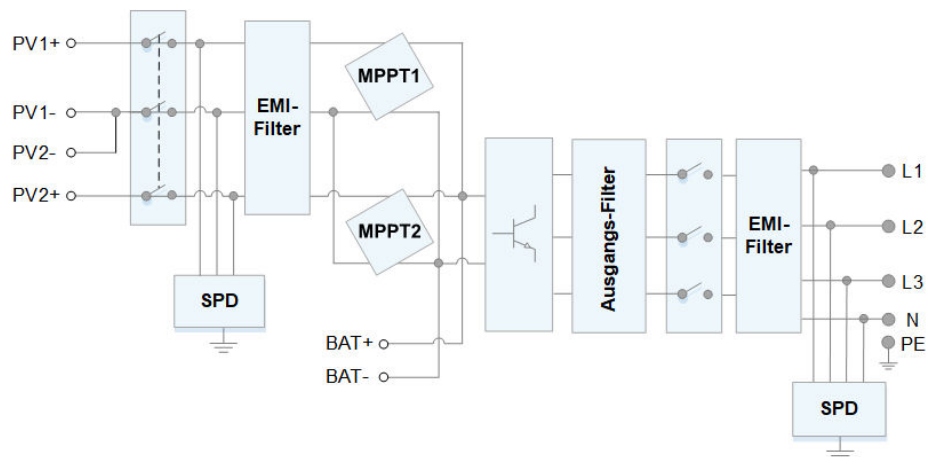 PV1+
PV1-
PV2-
PV2+
EMI-
Filter
MPPT1
MPPT2
SPD
BAT+
BAT-
Ausgangs-Filter
EMI-
Filter
L1
L2
L3
N
PE
SPD